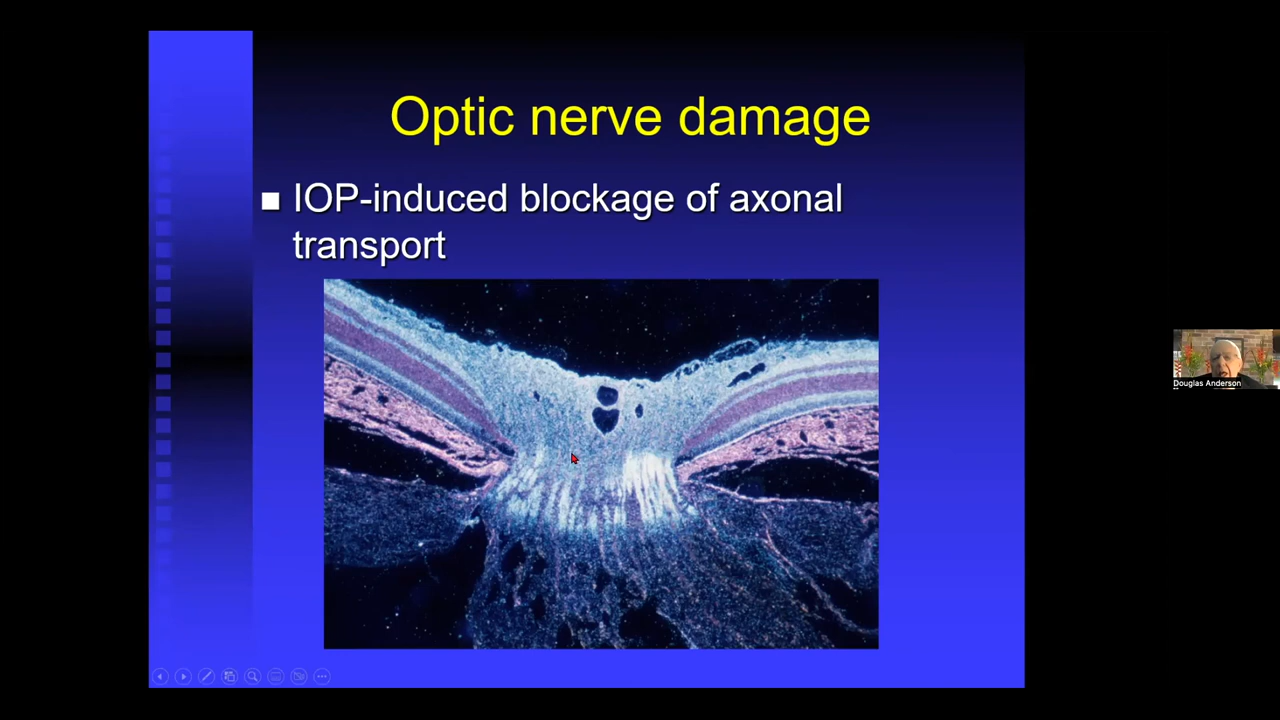 Optic nerve damage
IOP-induced blockage of axonal
transport
Douglas Anderson